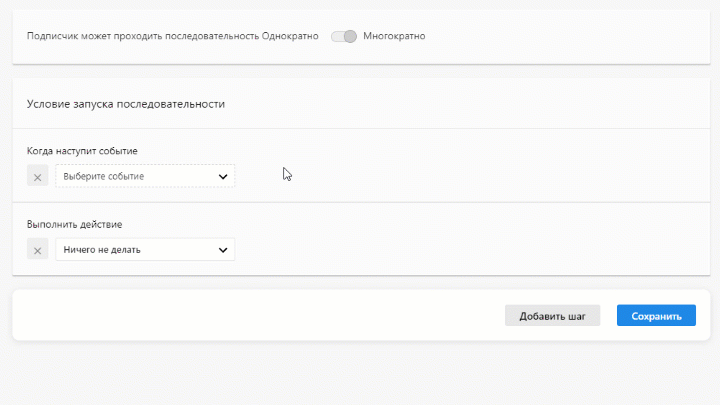 Подписчик может проходить последовательность Однократно Многократно
Условие запуска последовательности
Когда наступит событие
Выберите событие
Выполнить действие
Ничего не делать
Добавить шаг Сохранить